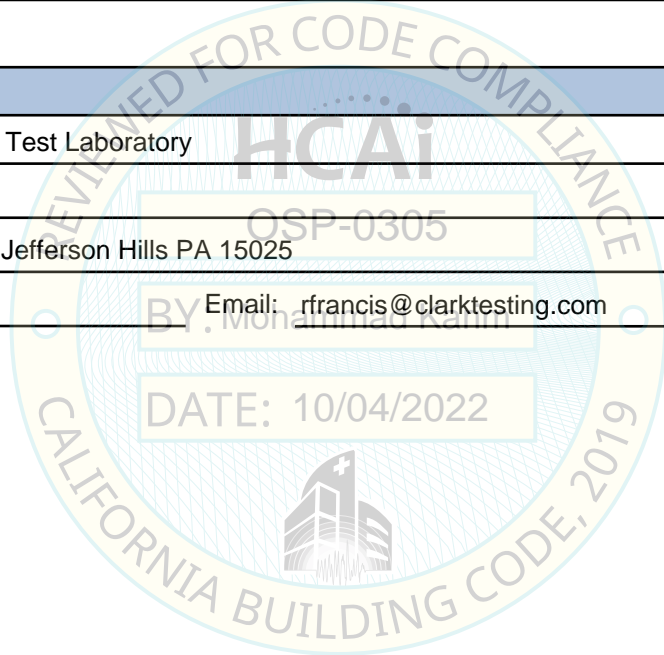 REVIEWED FOR CODE COMPLIANCE
Test Laboratory
HCAi
OSP-0305
Jefferson Hills PA 15025
Email: rfrancis@clarktesting.com
BY: Mohammad Karim
DATE: 10/04/2022
CALIFORNIA BUILDING CODE, 2019